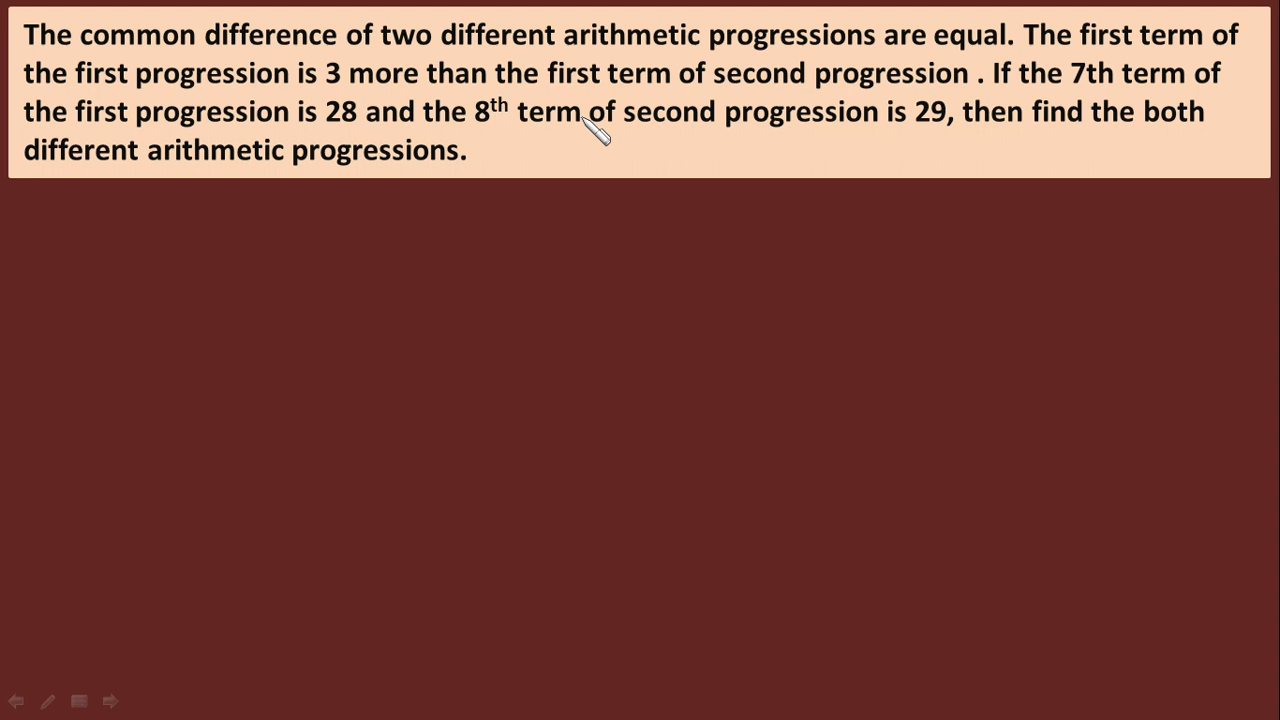 The common difference of two different arithmetic progressions are equal. The first term of
the first progression is 3 more than the first term of second progression . If the 7th term of
the first progression is 28 and the 8th term of second progression is 29, then find the both
different arithmetic progressions.